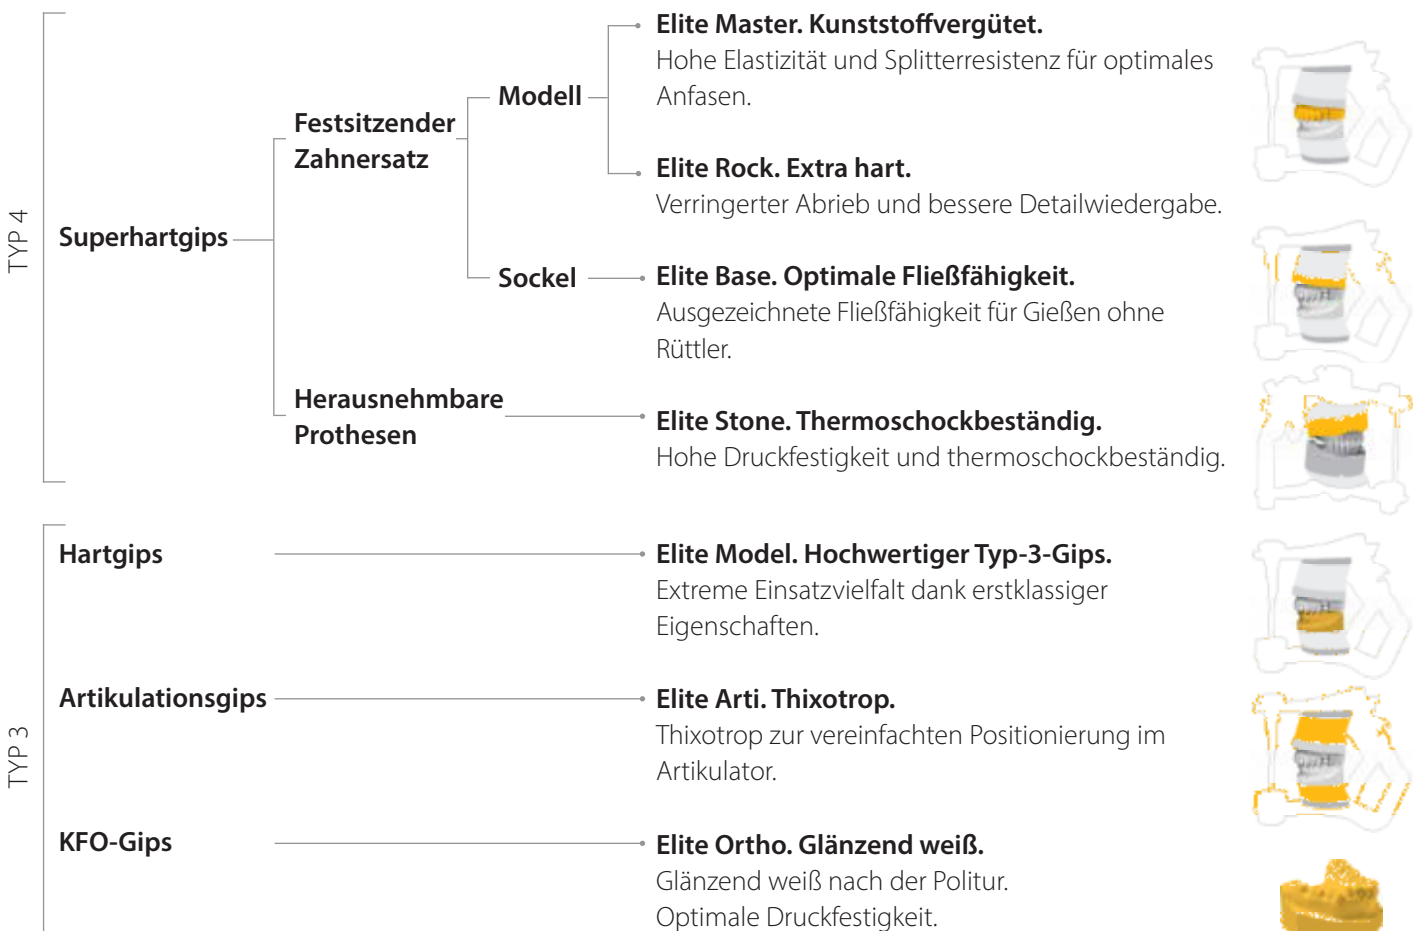 TYP 4
Superhartgips
Festsitzender
Zahnersatz
Modell
Elite Master. Kunststoffvergütet.
Hohe Elastizität und Splitterresistenz für optimales
Anfasen.
Elite Rock. Extra hart.
Verringerter Abrieb und bessere Detailwiedergabe.
Sockel
Elite Base. Optimale Fließfähigkeit.
Ausgezeichnete Fließfähigkeit für Gießen ohne
Rüttler.
Herausnehmbare
Prothesen
Elite Stone. Thermoschockbeständig.
Hohe Druckfestigkeit und thermoschockbeständig.
TYP 3
Hartgips
Elite Model. Hochwertiger Typ-3-Gips.
Extreme Einsatzvielfalt dank erstklassiger
Eigenschaften.
Artikulationsgips
Elite Arti. Thixotrop.
Thixotrop zur vereinfachten Positionierung im
Artikulator.
KFO-Gips
Elite Ortho. Glänzend weiß.
Glänzend weiß nach der Politur.
Optimale Druckfestigkeit.